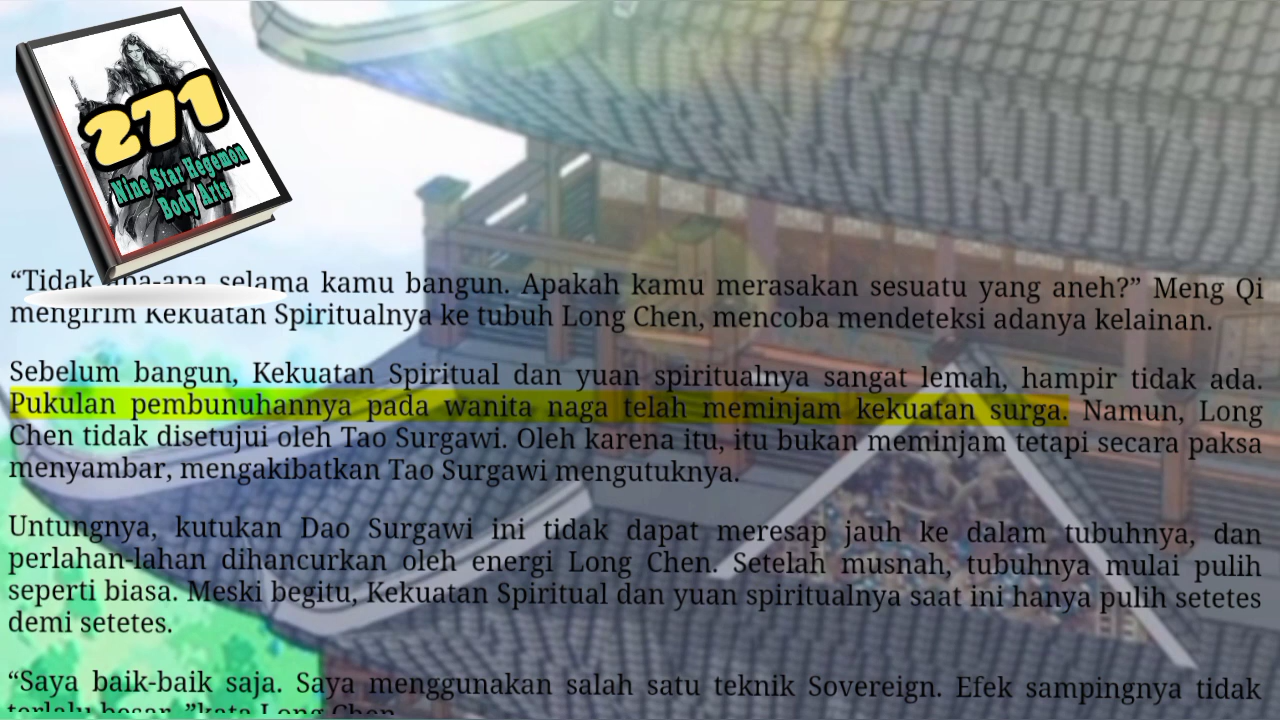 271
Nine Star Hegemon
Body Arts
“Tidak apa-apa selama kamu bangun. Apakah kamu merasakan sesuatu yang aneh?” Meng Qi
mengirim Kekuatan Spiritualnya ke tubuh Long Chen, mencoba mendeteksi adanya kelainan.
Sebelum bangun, Kekuatan Spiritual dan yuan spiritualnya sangat lemah, hampir tidak ada.
Pukulan pembunuhannya pada wanita naga telah meminjam kekuatan surga. Namun, Long
Chen tidak disetujui oleh Tao Surgawi. Oleh karena itu, itu bukan meminjam tetapi secara paksa
menyambar, mengakibatkan Tao Surgawi mengutuknya.
Untungnya, kutukan Dao Surgawi ini tidak dapat meresap jauh ke dalam tubuhnya, dan
perlahan-lahan dihancurkan oleh energi Long Chen. Setelah musnah, tubuhnya mulai pulih
seperti biasa. Meski begitu, Kekuatan Spiritual dan yuan spiritualnya saat ini hanya pulih setetes
demi setetes.
“Saya baik-baik saja. Saya menggunakan salah satu teknik Sovereign. Efek sampingnya tidak
terlalu besar, ”kata Long Chen.